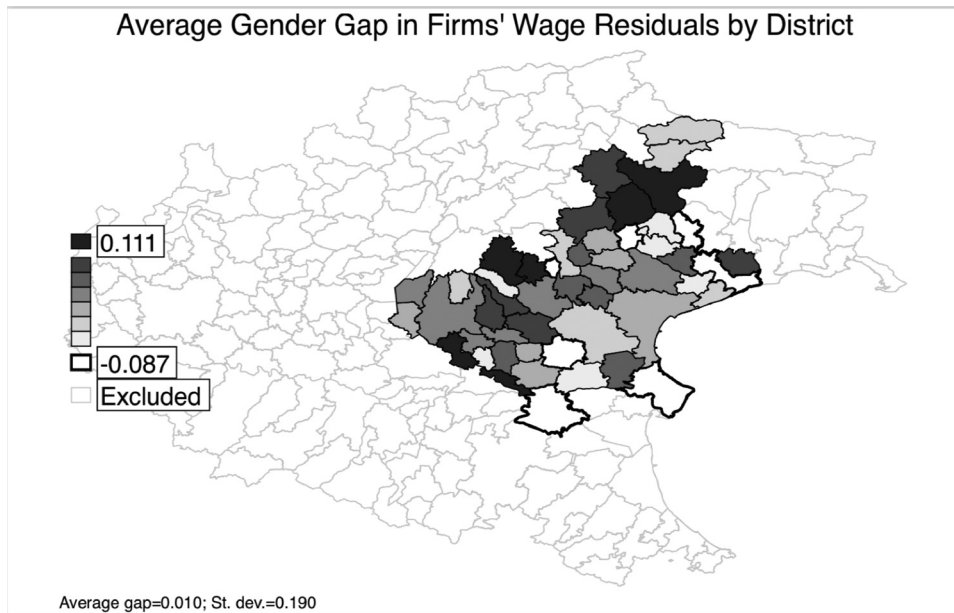 Average Gender Gap in Firms' Wage Residuals by District
0.111
-0.087
Excluded
Average gap=0.010; St. dev.=0.190